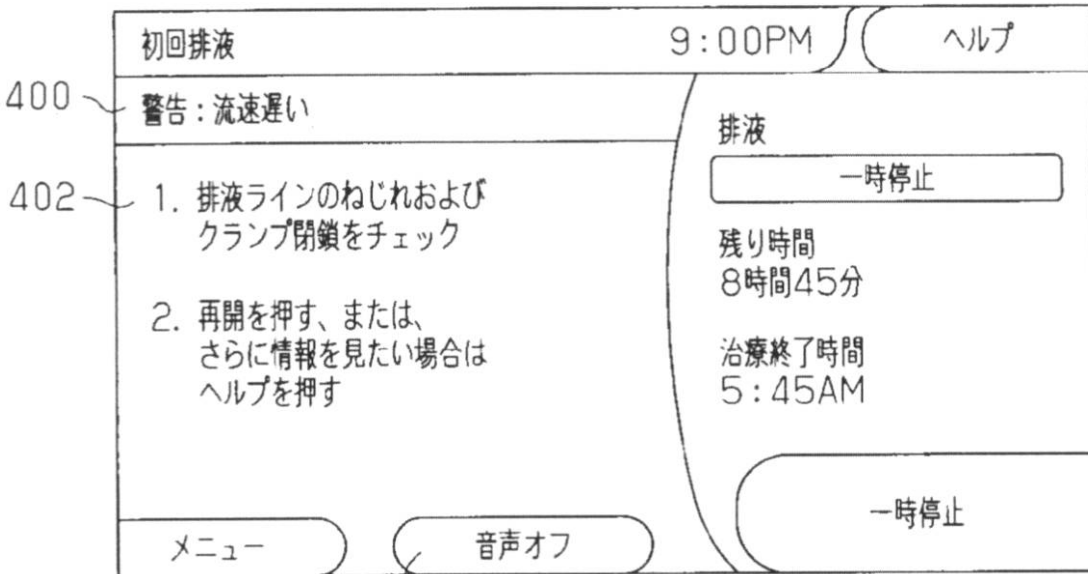 初回排液
9:00PM
ヘルプ
400
警告：流速遅い
402
1. 排液ラインのねじれおよび
クランプ閉鎖をチェック
2. 再開を押す、または、
さらに情報を見たい場合は
ヘルプを押す
排液
一時停止
残り時間
8時間45分
治療終了時間
5:45AM
メニュー
音声オフ
一時停止